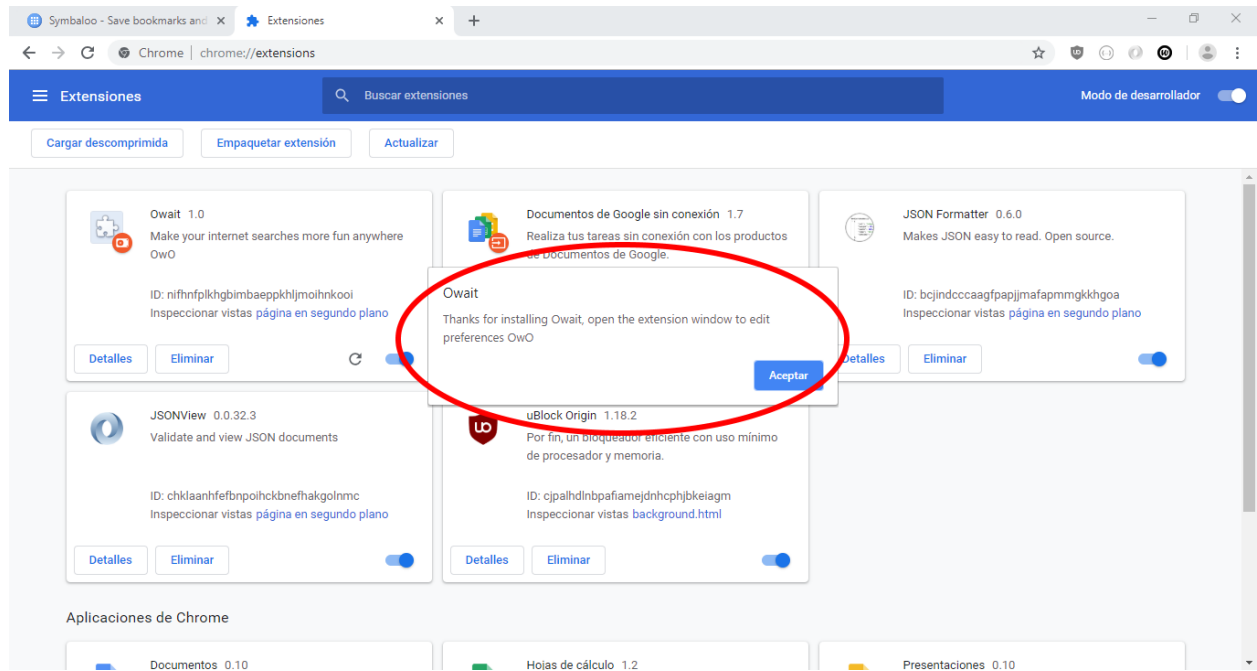 Symbaloo - Save bookmarks and
Extensiones
Chrome | chrome://extensions
Extensiones
Buscar extensiones
Modo de desarrollador
Cargar descomprimida
Empaquetar extensión
Actualizar
Owait 1.0
Make your internet searches more fun anywhere
OwO
ID: nifhnfplkhgbimbaeppkhljmoihnkooi
Inspeccionar vistas página en segundo plano
Detalles
Eliminar
Documentos de Google sin conexión 1.7
Realiza tus tareas sin conexión con los productos
de Documentos de Google.
JSON Formatter 0.6.0
Makes JSON easy to read. Open source.
ID: bcjindcccaagfpapjjmafapmmgkkhgoa
Inspeccionar vistas página en segundo plano
Detalles
Eliminar
Owait
Thanks for installing Owait, open the extension window to edit
preferences OwO
Aceptar
JSONView 0.0.32.3
Validate and view JSON documents
ID: chklaanhfefbnpoihckbnefhakgolnmc
Inspeccionar vistas página en segundo plano
Detalles
Eliminar
uBlock Origin 1.18.2
Por fin, un bloqueador eficiente con uso mínimo
de procesador y memoria.
ID: cjpalhdlnbpafiamejdnhcphjbkeiagm
Inspeccionar vistas background.html
Detalles
Eliminar
Aplicaciones de Chrome
Documentos 0.10
Hojas de cálculo 1.2
Presentaciones 0.10